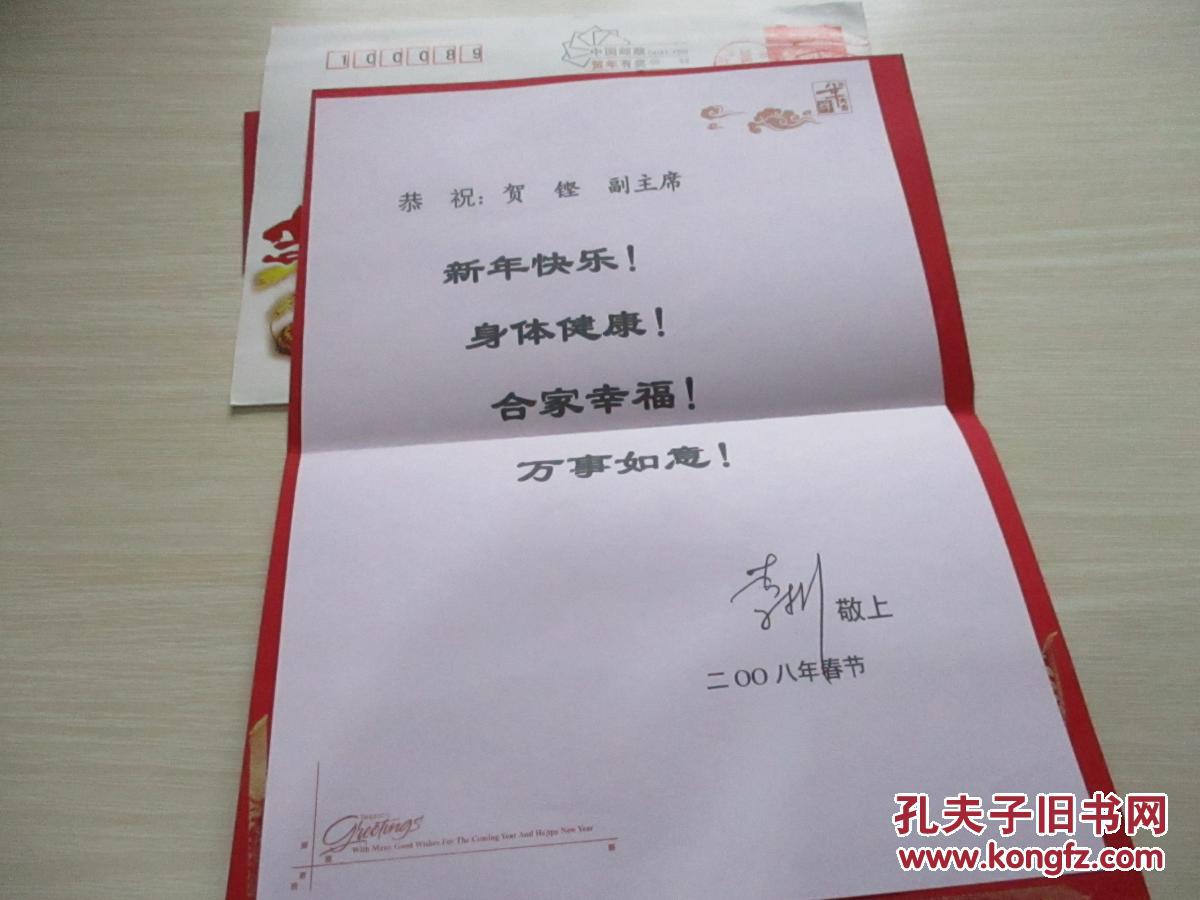 100089
中国邮政
贺年有奖
恭 祝：贺 铿 副主席
新年快乐！
身体健康！
合家幸福！
万事如意！
敬上
二OO八年春节
Greetings
With Many Good Wishes For The Coming Year And Happy New Year
孔夫子旧书网
www.kongfz.com